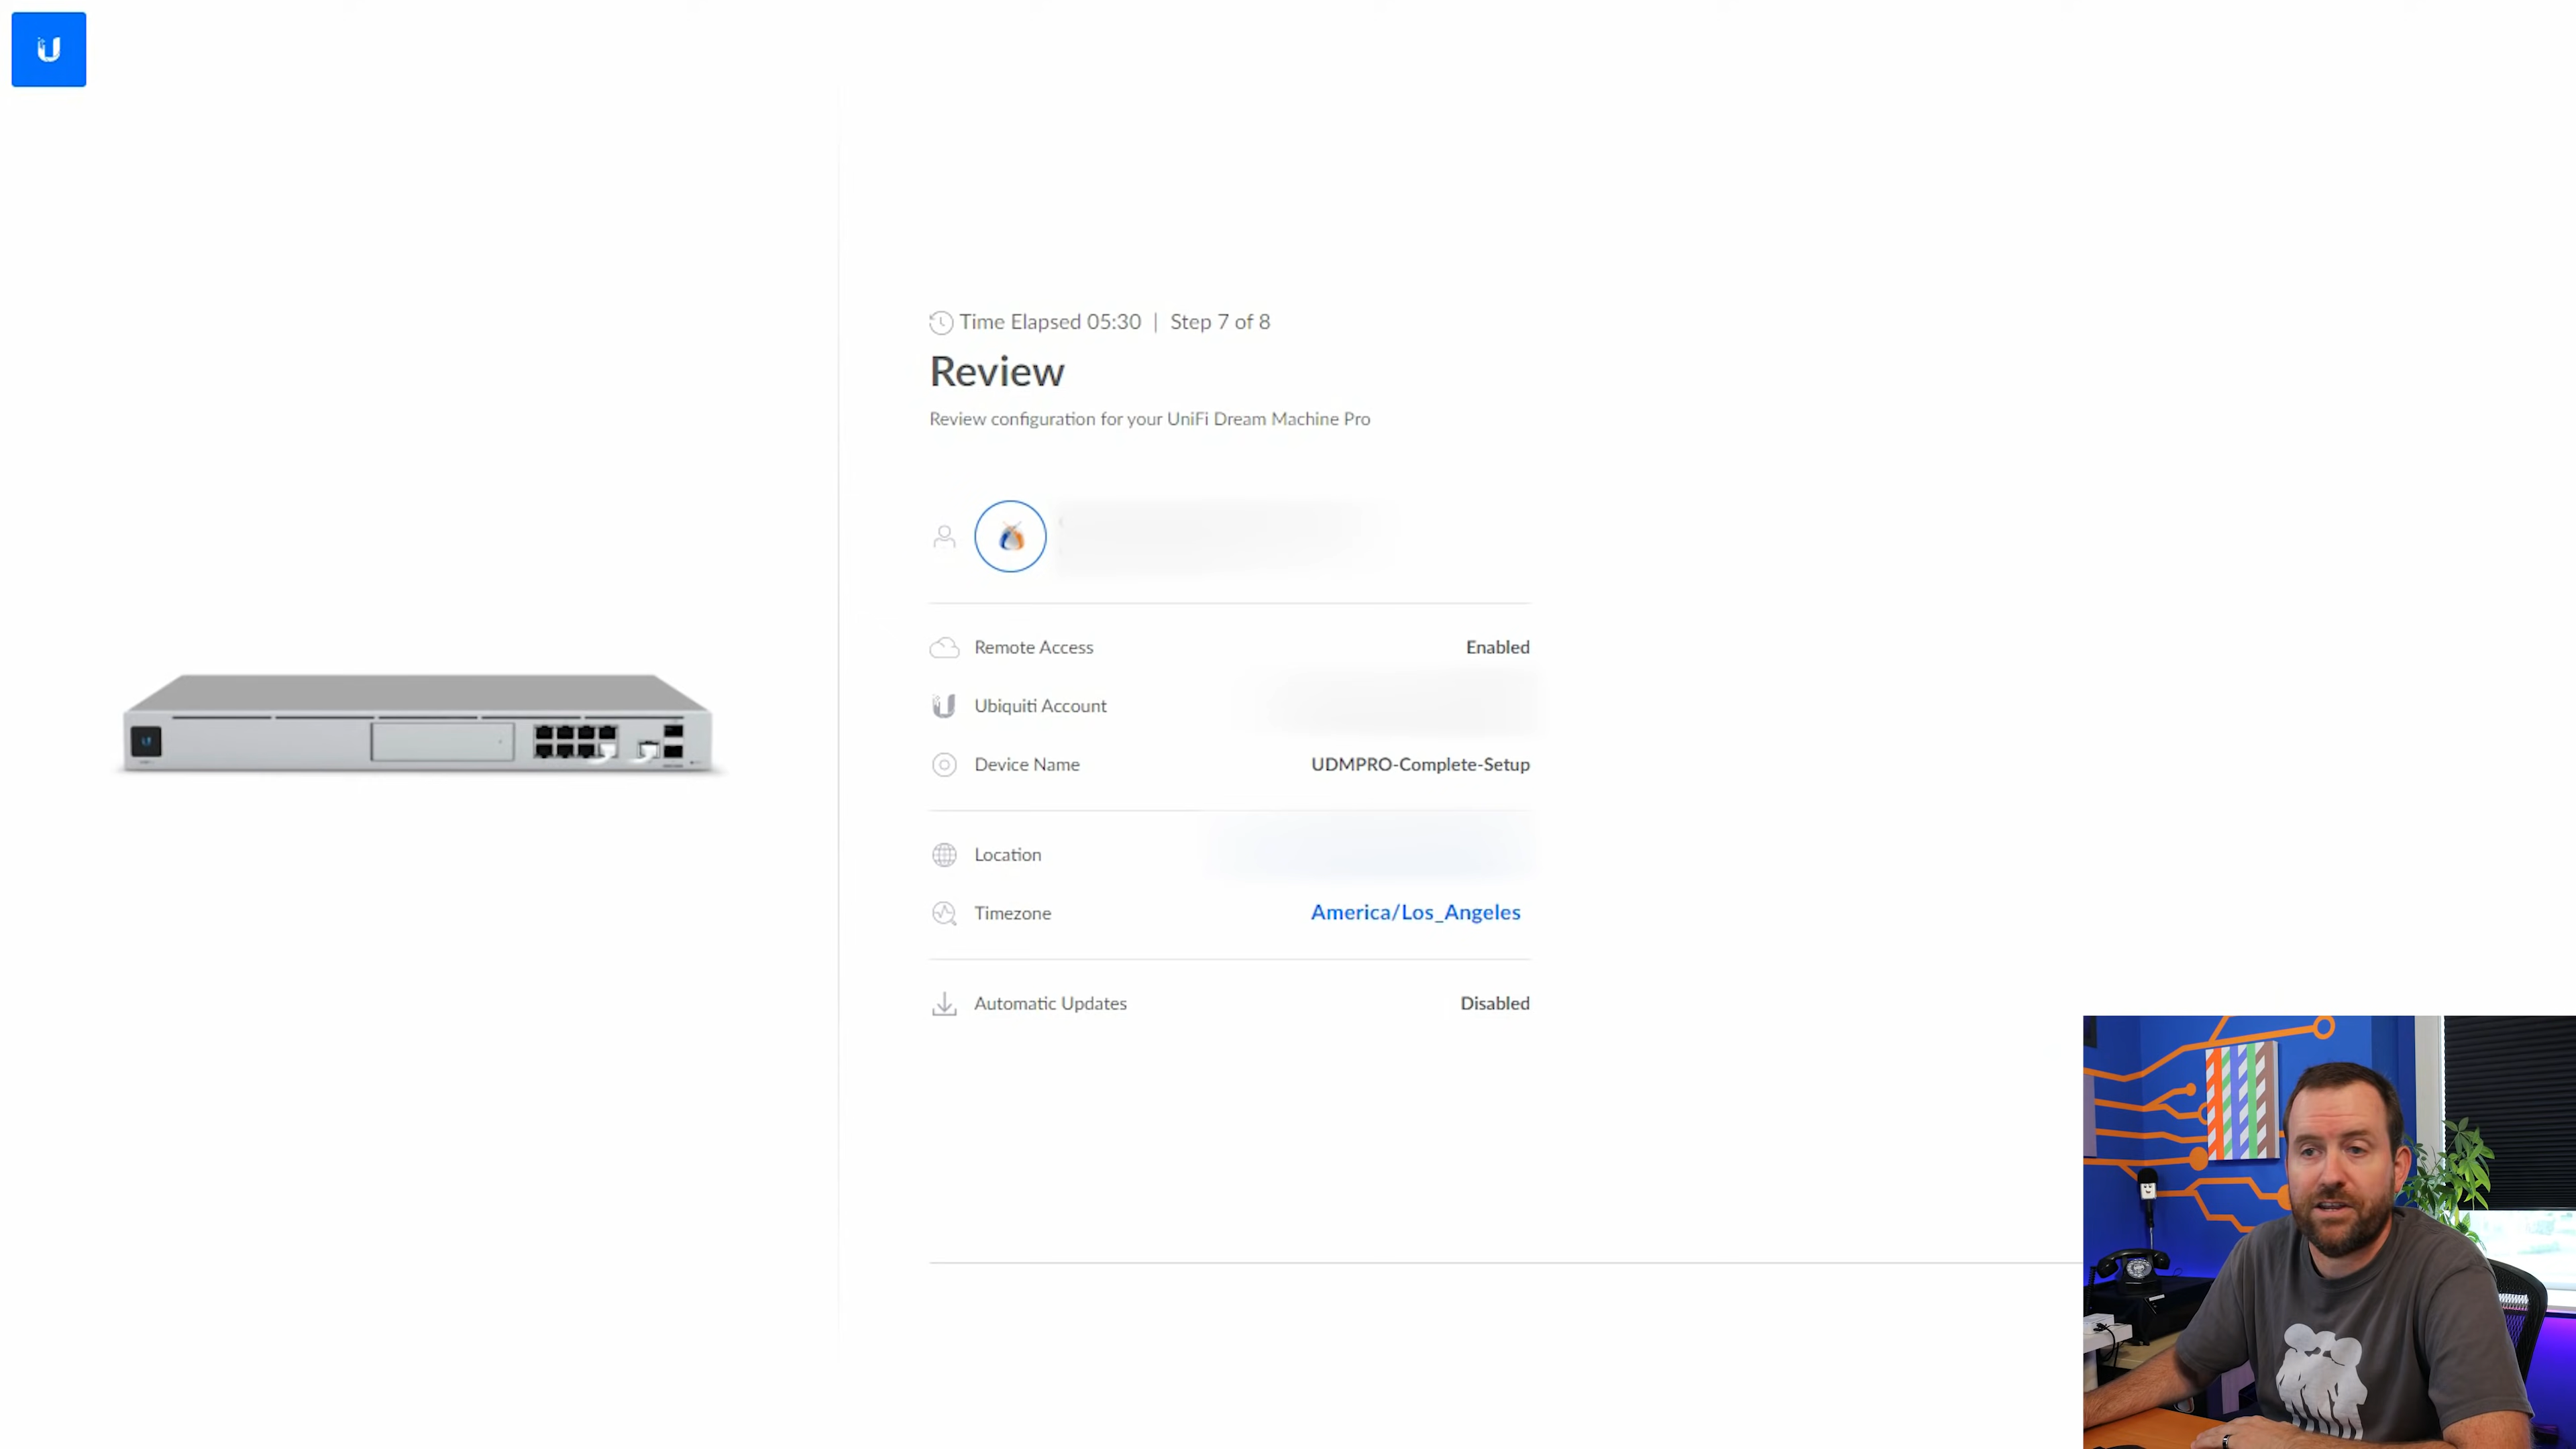 Time Elapsed 05:30 | Step 7 of 8
Review
Review configuration for your UniFi Dream Machine Pro
Remote Access Enabled
Ubiquiti Account
Device Name UDMPRO-Complete-Setup
Location
Timezone America/Los_Angeles
Automatic Updates Disabled